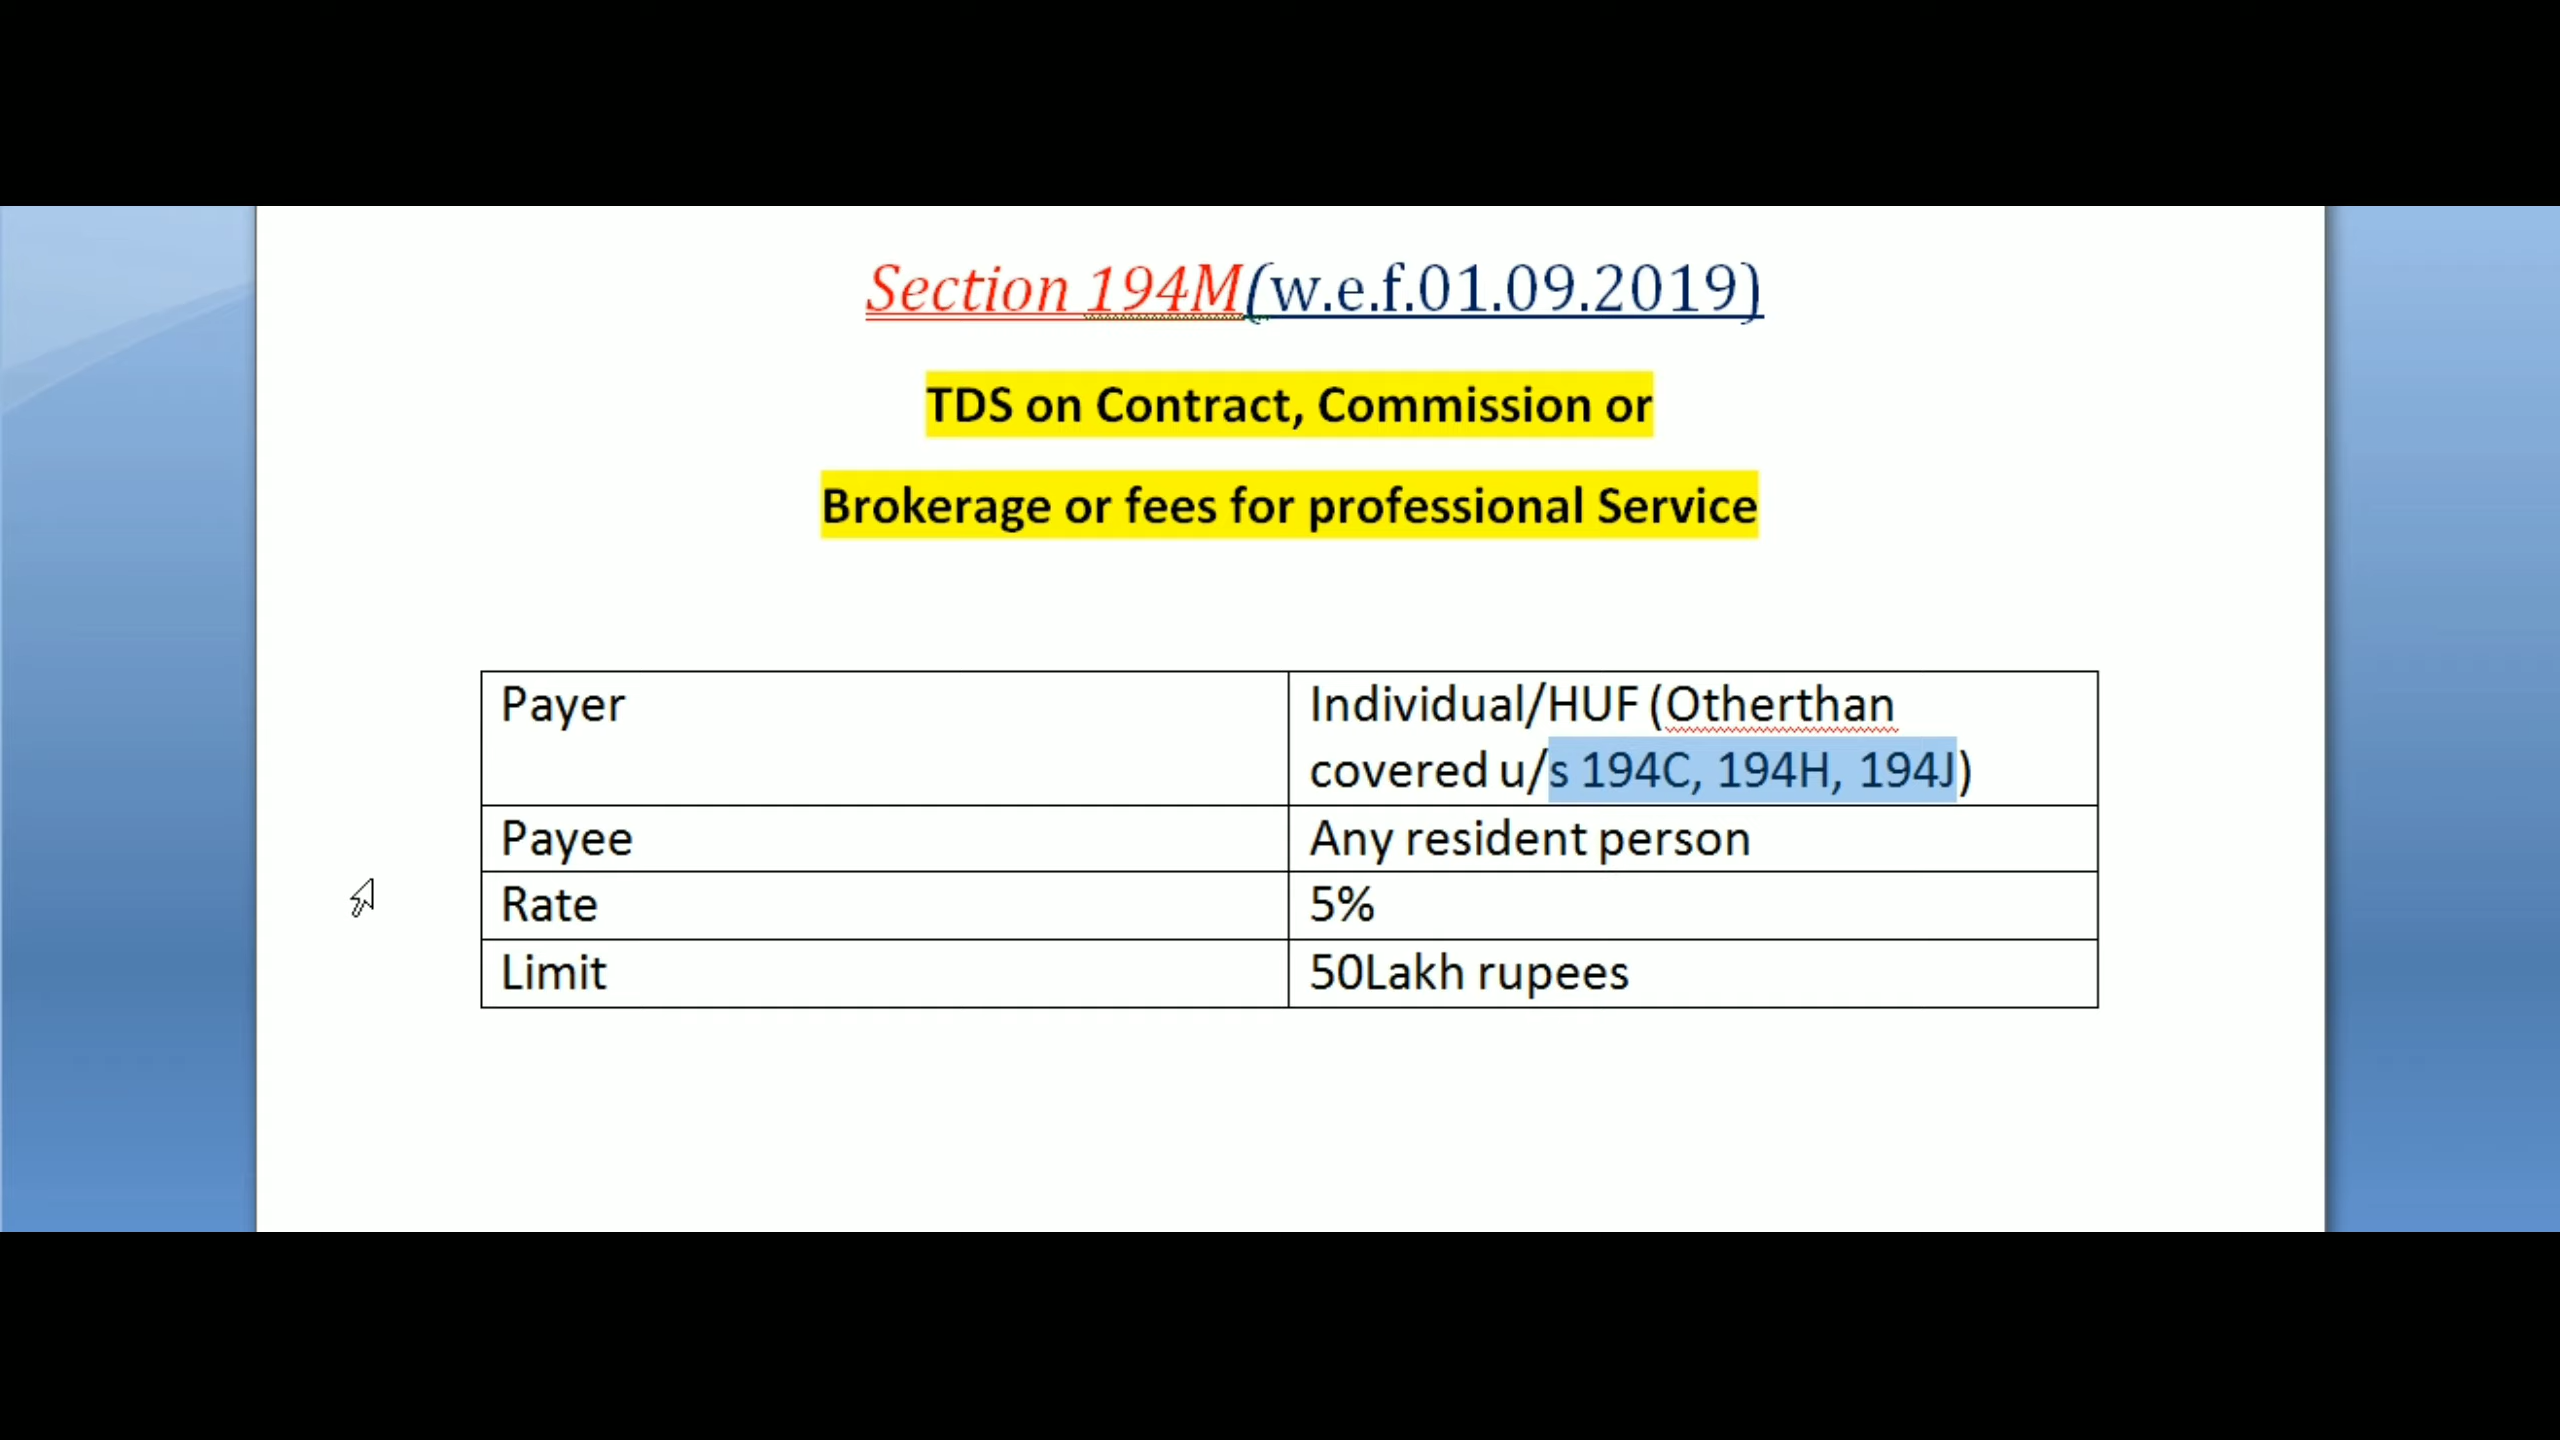 Section 194M(w.e.f.01.09.2019)
TDS on Contract, Commission or
Brokerage or fees for professional Service
Payer
Individual/HUF (Otherthan
covered u/s 194C, 194H, 194J)
Payee
Any resident person
Rate
5%
Limit
50Lakh rupees